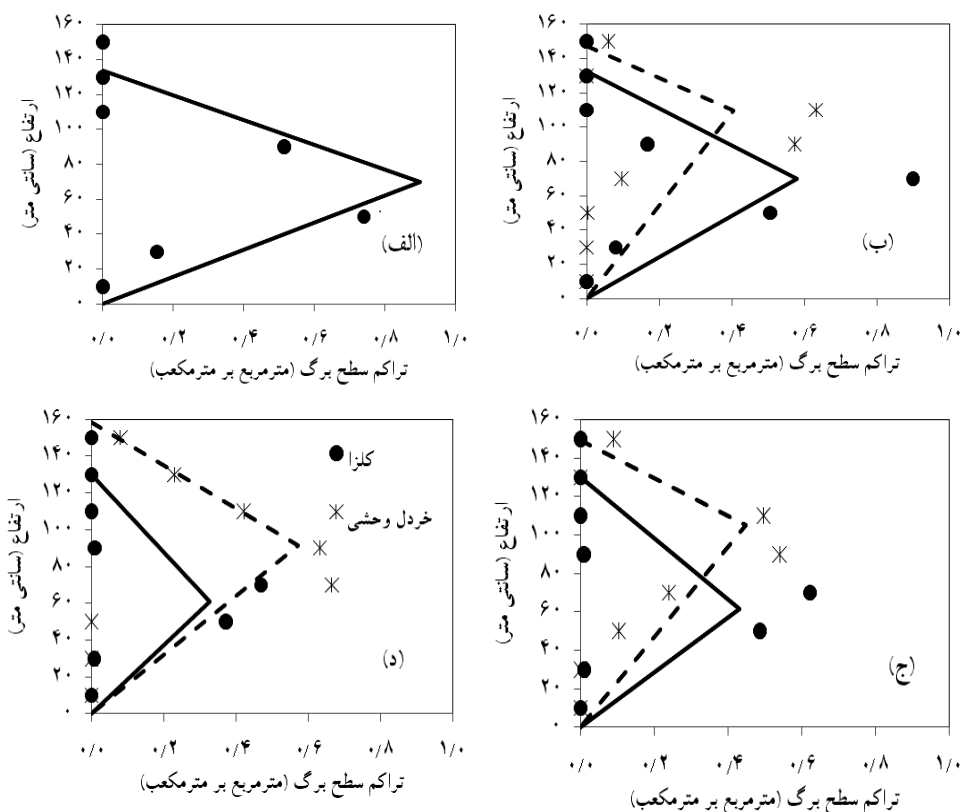 ارتفاع (سانتی متر)
۱۶۰
۱۴۰
۱۲۰
۱۰۰
۸۰
۶۰
۴۰
۲۰
۰
(ب)
۰/۰ ۰/۲ ۰/۴ ۰/۶ ۰/۸ ۱/۰
تراکم سطح برگ (مترمربع بر مترمکعب)
ارتفاع (سانتی متر)
۱۶۰
۱۴۰
۱۲۰
۱۰۰
۸۰
۶۰
۴۰
۲۰
۰
(الف)
۰/۰ ۰/۲ ۰/۴ ۰/۶ ۰/۸ ۱/۰
تراکم سطح برگ (مترمربع بر مترمکعب)
ارتفاع (سانتی متر)
۱۶۰
۱۴۰
۱۲۰
۱۰۰
۸۰
۶۰
۴۰
۲۰
۰
(ج)
۰/۰ ۰/۲ ۰/۴ ۰/۶ ۰/۸ ۱/۰
تراکم سطح برگ (مترمربع بر مترمکعب)
ارتفاع (سانتی متر)
۱۶۰
۱۴۰
۱۲۰
۱۰۰
۸۰
۶۰
۴۰
۲۰
۰
کلزا
خردل وحشی
(د)
۰/۰ ۰/۲ ۰/۴ ۰/۶ ۰/۸ ۱/۰
تراکم سطح برگ (مترمربع بر مترمکعب)